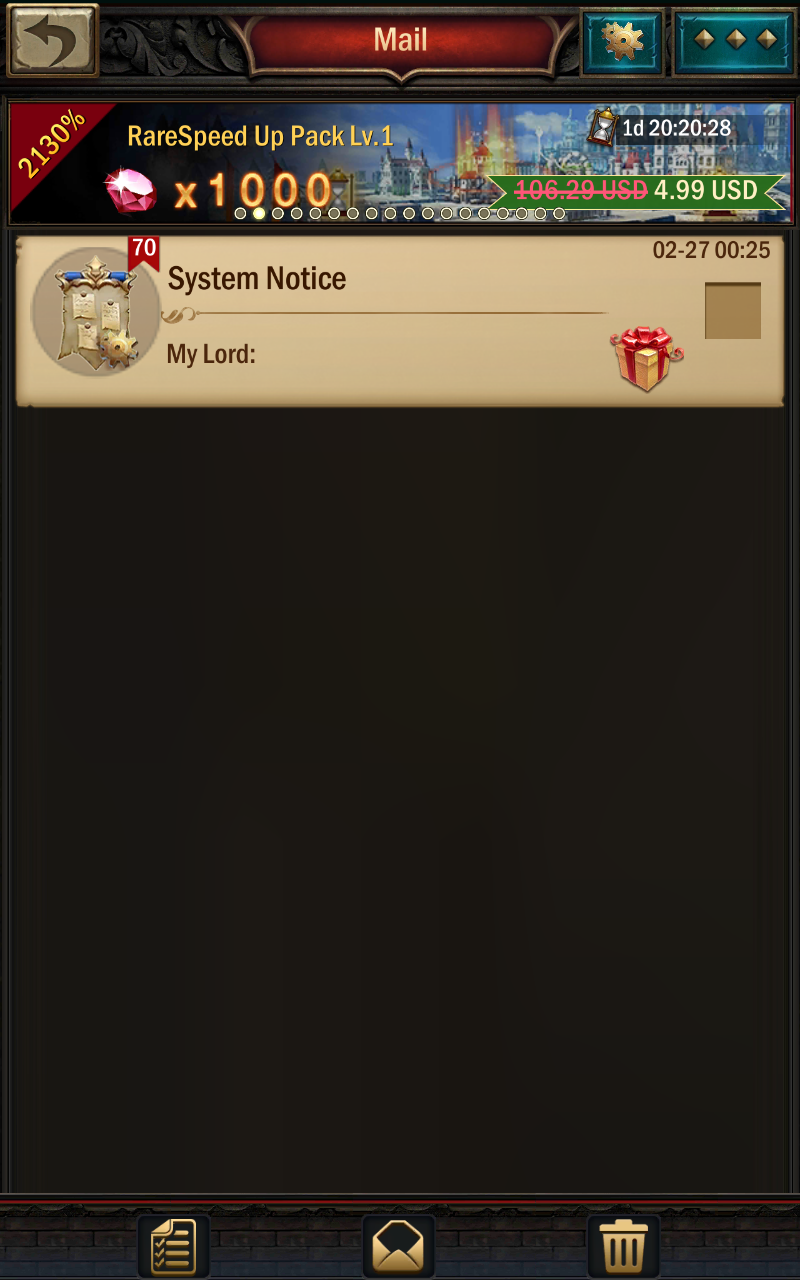 Mail
2130%
RareSpeed Up Pack Lv.1
1d 20:20:28
x1000
106.29 USD 4.99 USD
70
02-27 00:25
System Notice
My Lord: